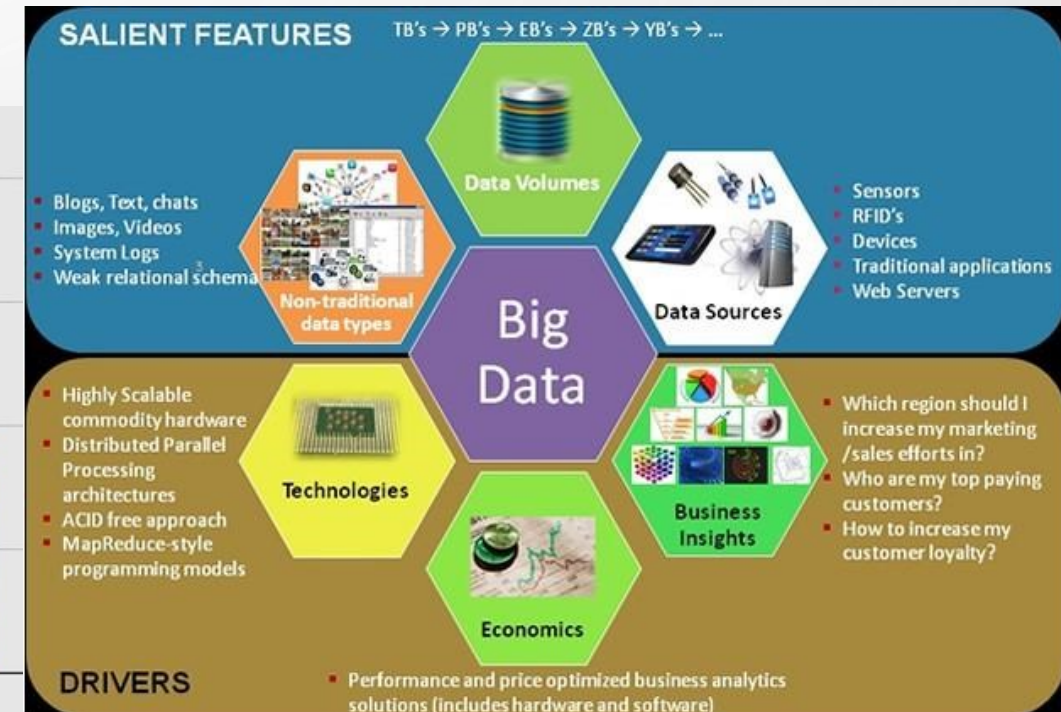 SALIENT FEATURES
TB's → PB's → EB's → ZB's → YB's → ...
Data Volumes
▪ Blogs, Text, chats
▪ Images, Videos
▪ System Logs
▪ Weak relational schema
Non-traditional
data types
Data Sources
▪ Sensors
▪ RFID's
▪ Devices
▪ Traditional applications
▪ Web Servers
Big
Data
▪ Highly Scalable
commodity hardware
▪ Distributed Parallel
Processing
architectures
▪ ACID free approach
▪ MapReduce-style
programming models
Technologies
Business
Insights
▪ Which region should I
increase my marketing
/sales efforts in?
▪ Who are my top paying
customers?
▪ How to increase my
customer loyalty?
Economics
DRIVERS
▪ Performance and price optimized business analytics
solutions (includes hardware and software)